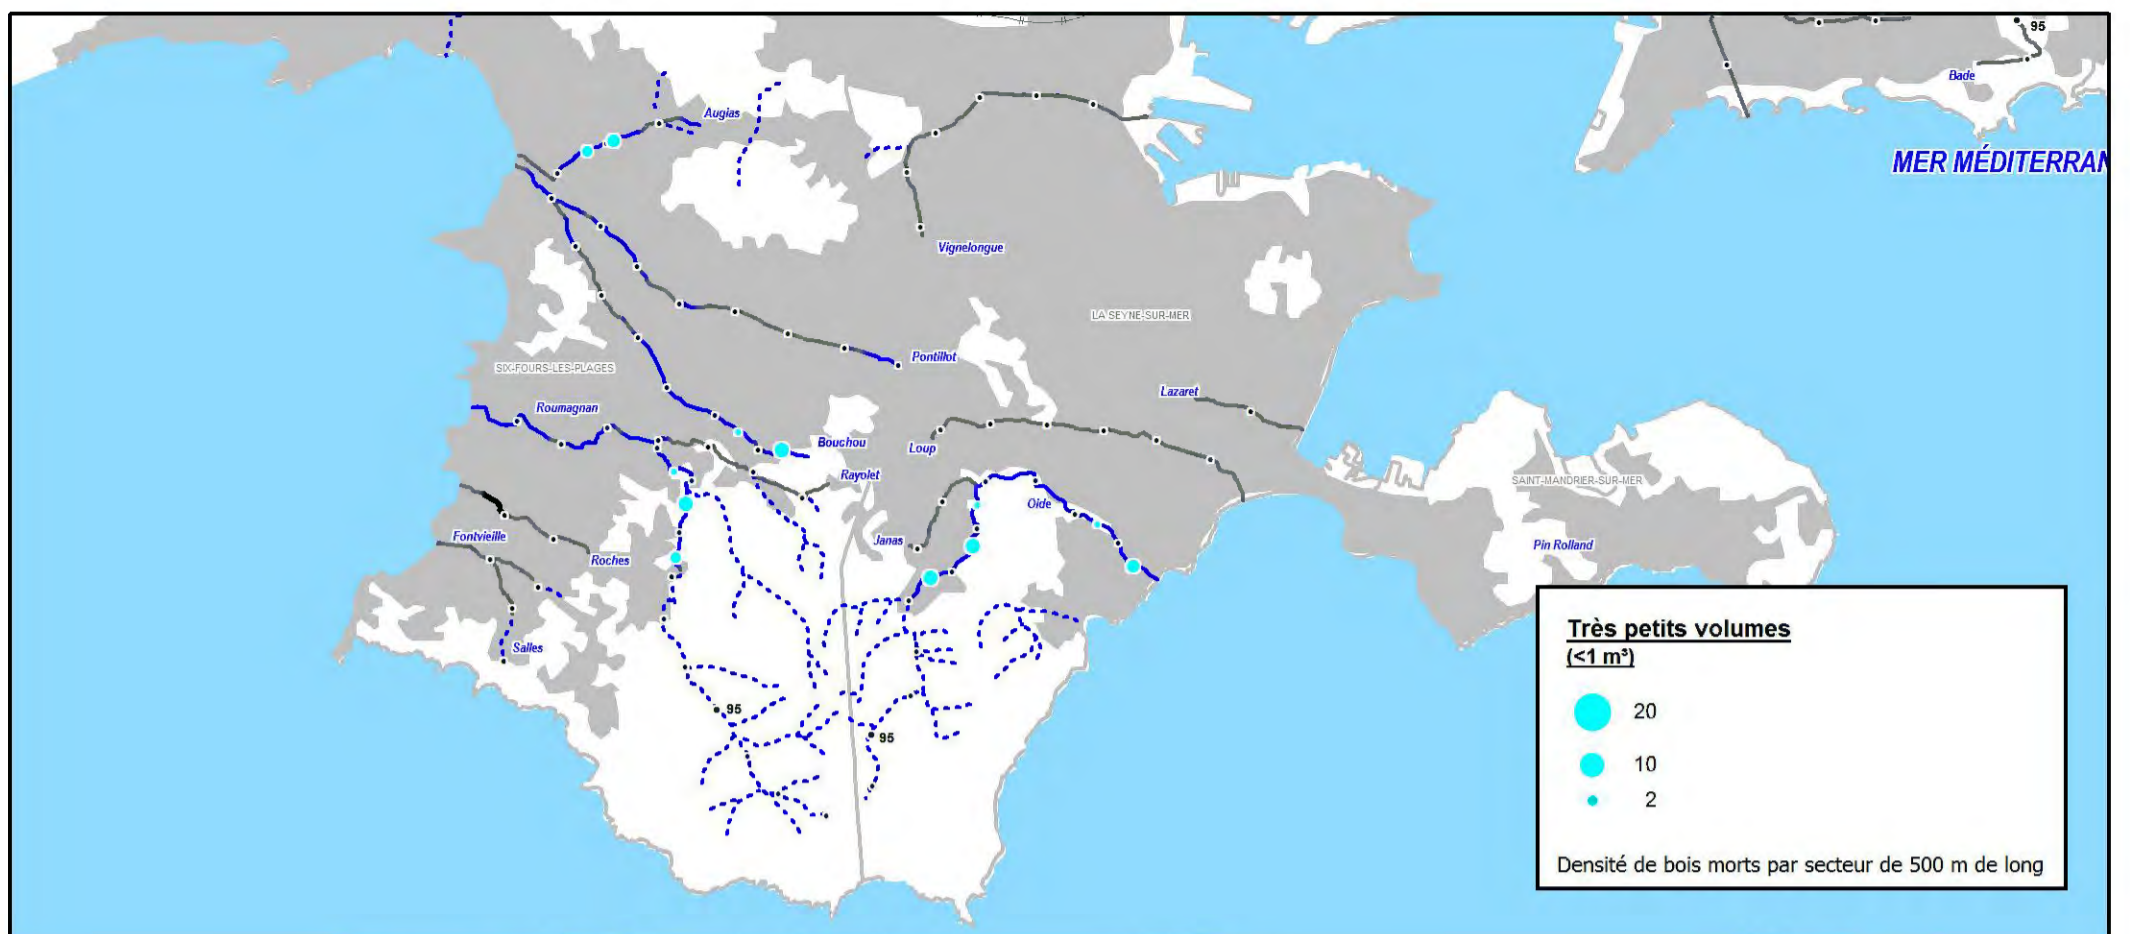 95
Bade
Augias
MER MÉDITERRAN
Vignelongue
LA SEYNE-SUR-MER
Pontillot
SIX-FOURS-LES-PLAGES
Lazaret
Roumagnan
Bouchou
Loup
Rayolet
SAINT-MANDRIER-SUR-MER
Oide
Fontvieille
Janas
Pin Rolland
Roches
Salles
95
95
Très petits volumes
(<1 m³)
20
10
2
Densité de bois morts par secteur de 500 m de long